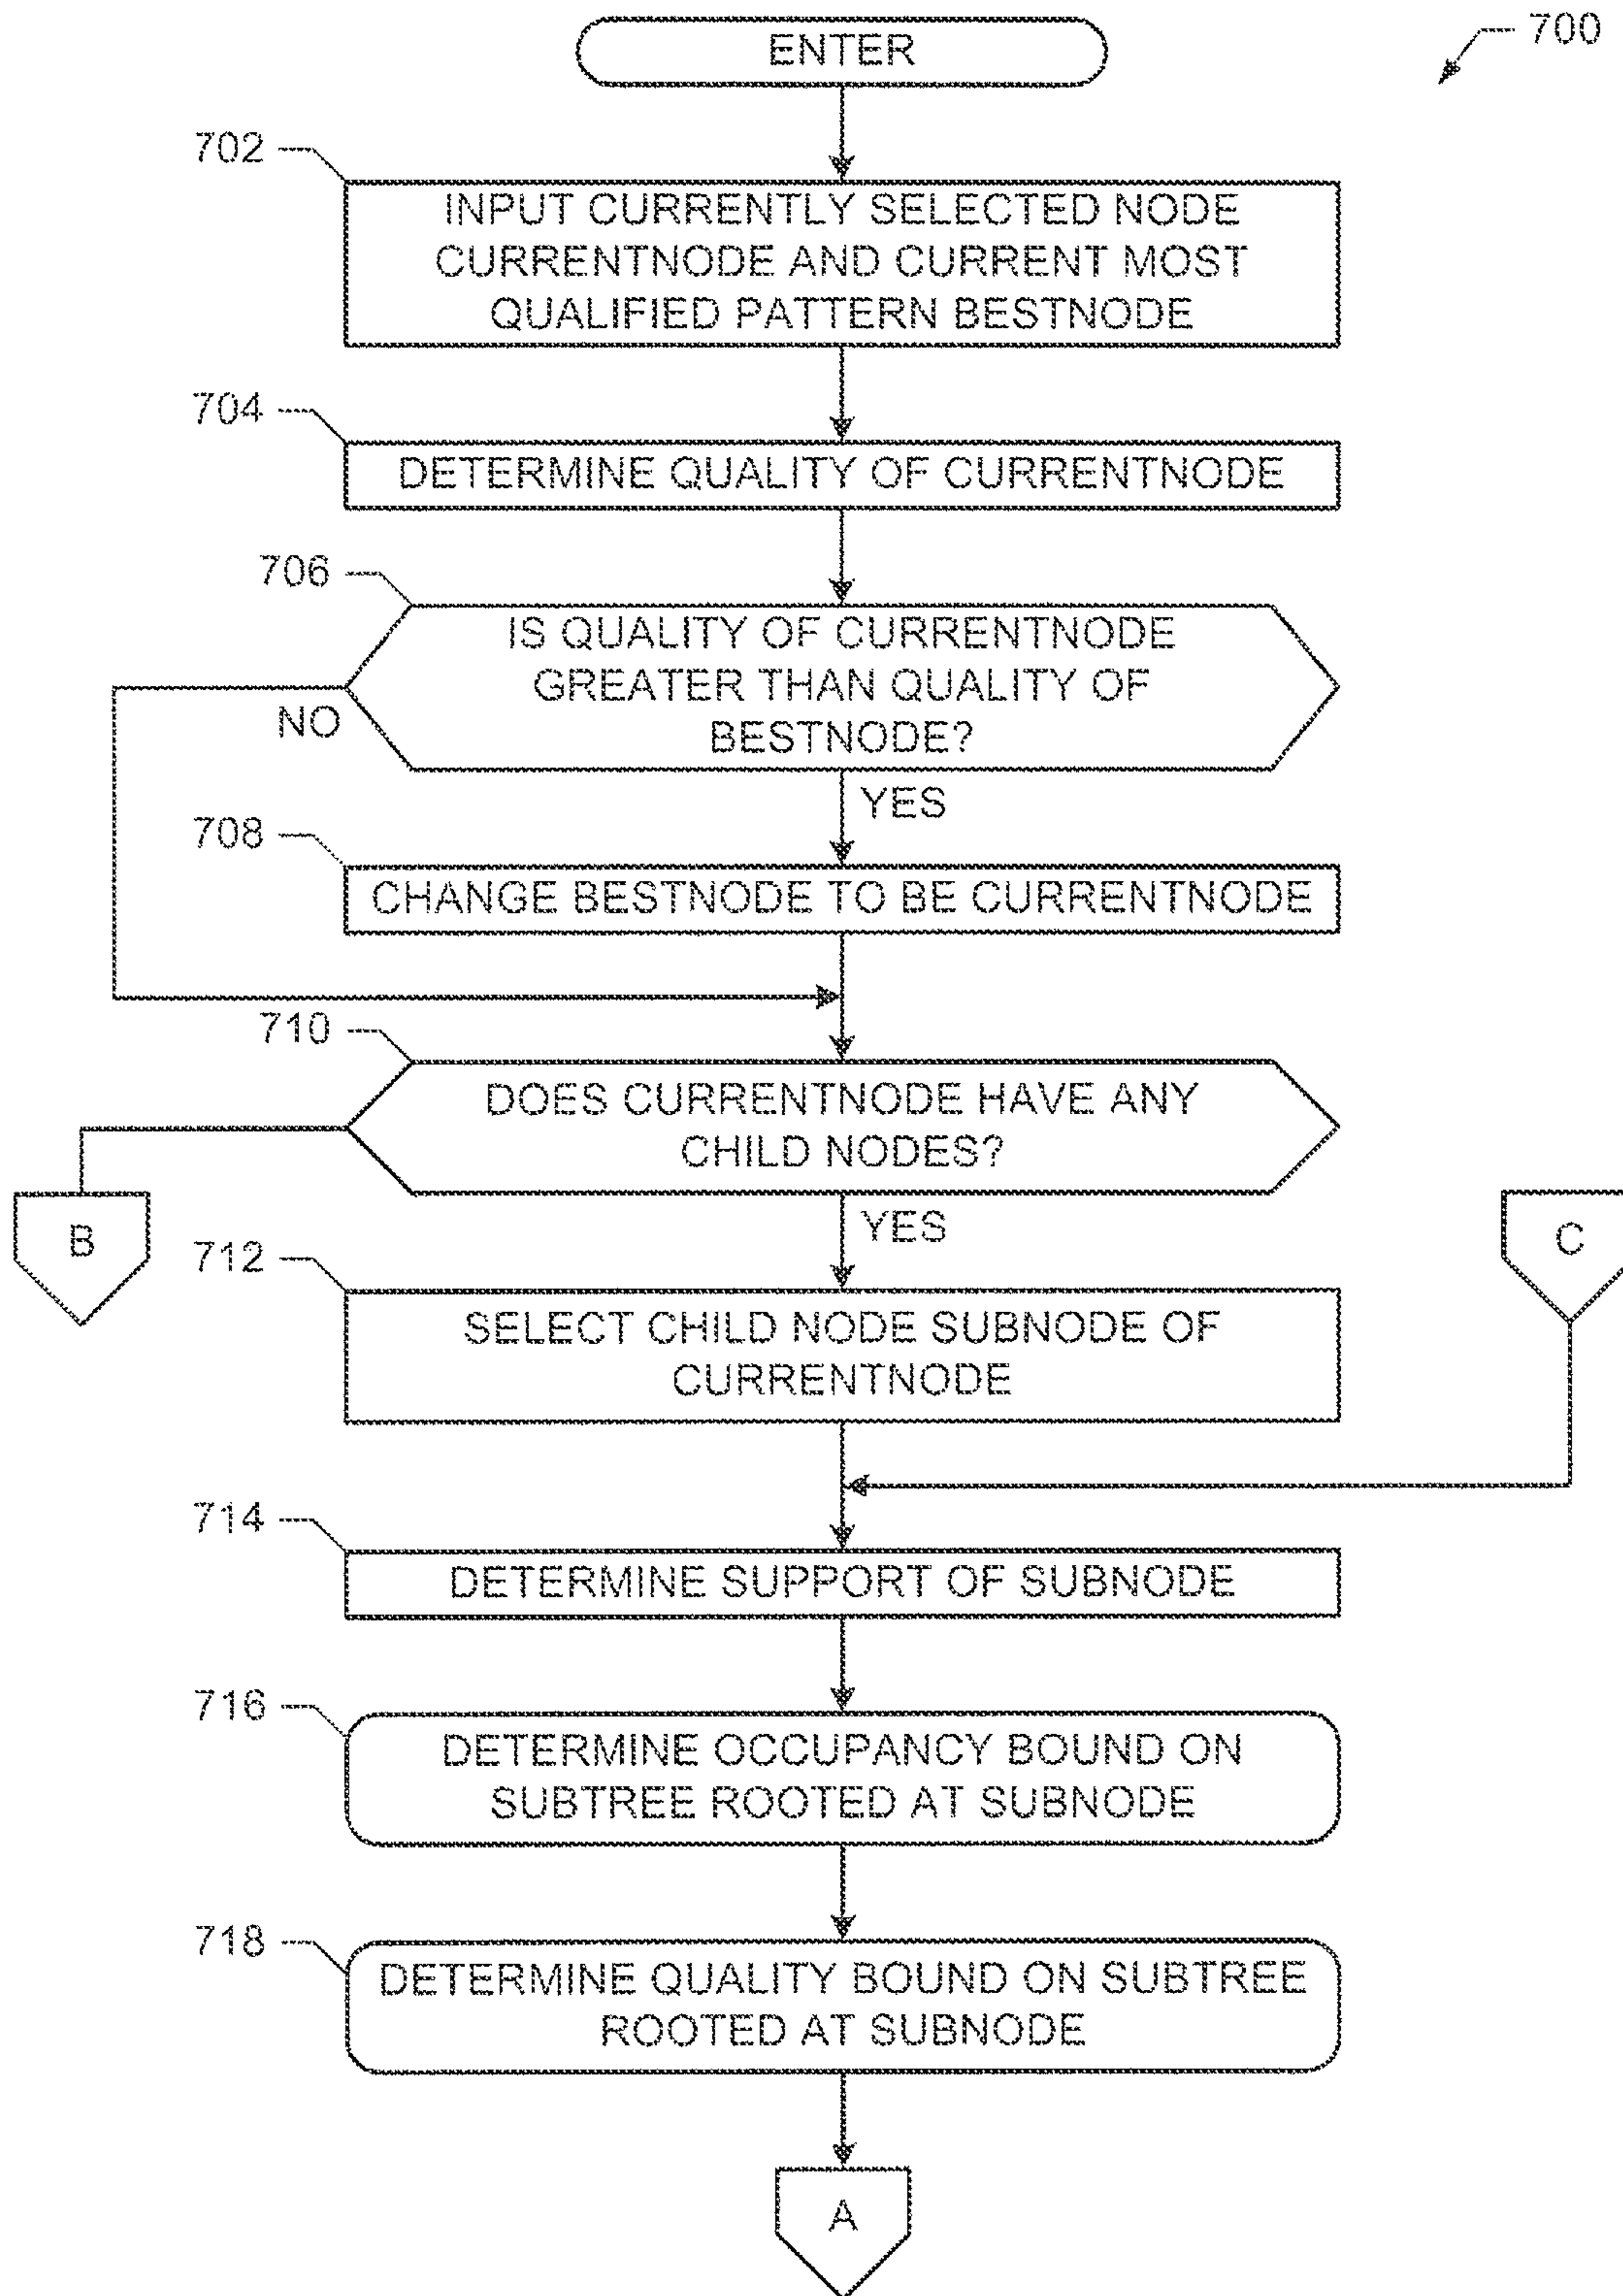 700
ENTER
702
INPUT CURRENTLY SELECTED NODE
CURRENTNODE AND CURRENT MOST
QUALIFIED PATTERN BESTNODE
704
DETERMINE QUALITY OF CURRENTNODE
706
IS QUALITY OF CURRENTNODE
GREATER THAN QUALITY OF
BESTNODE?
NO
YES
708
CHANGE BESTNODE TO BE CURRENTNODE
710
DOES CURRENTNODE HAVE ANY
CHILD NODES?
B
YES
C
712
SELECT CHILD NODE SUBNODE OF
CURRENTNODE
714
DETERMINE SUPPORT OF SUBNODE
716
DETERMINE OCCUPANCY BOUND ON
SUBTREE ROOTED AT SUBNODE
718
DETERMINE QUALITY BOUND ON SUBTREE
ROOTED AT SUBNODE
A